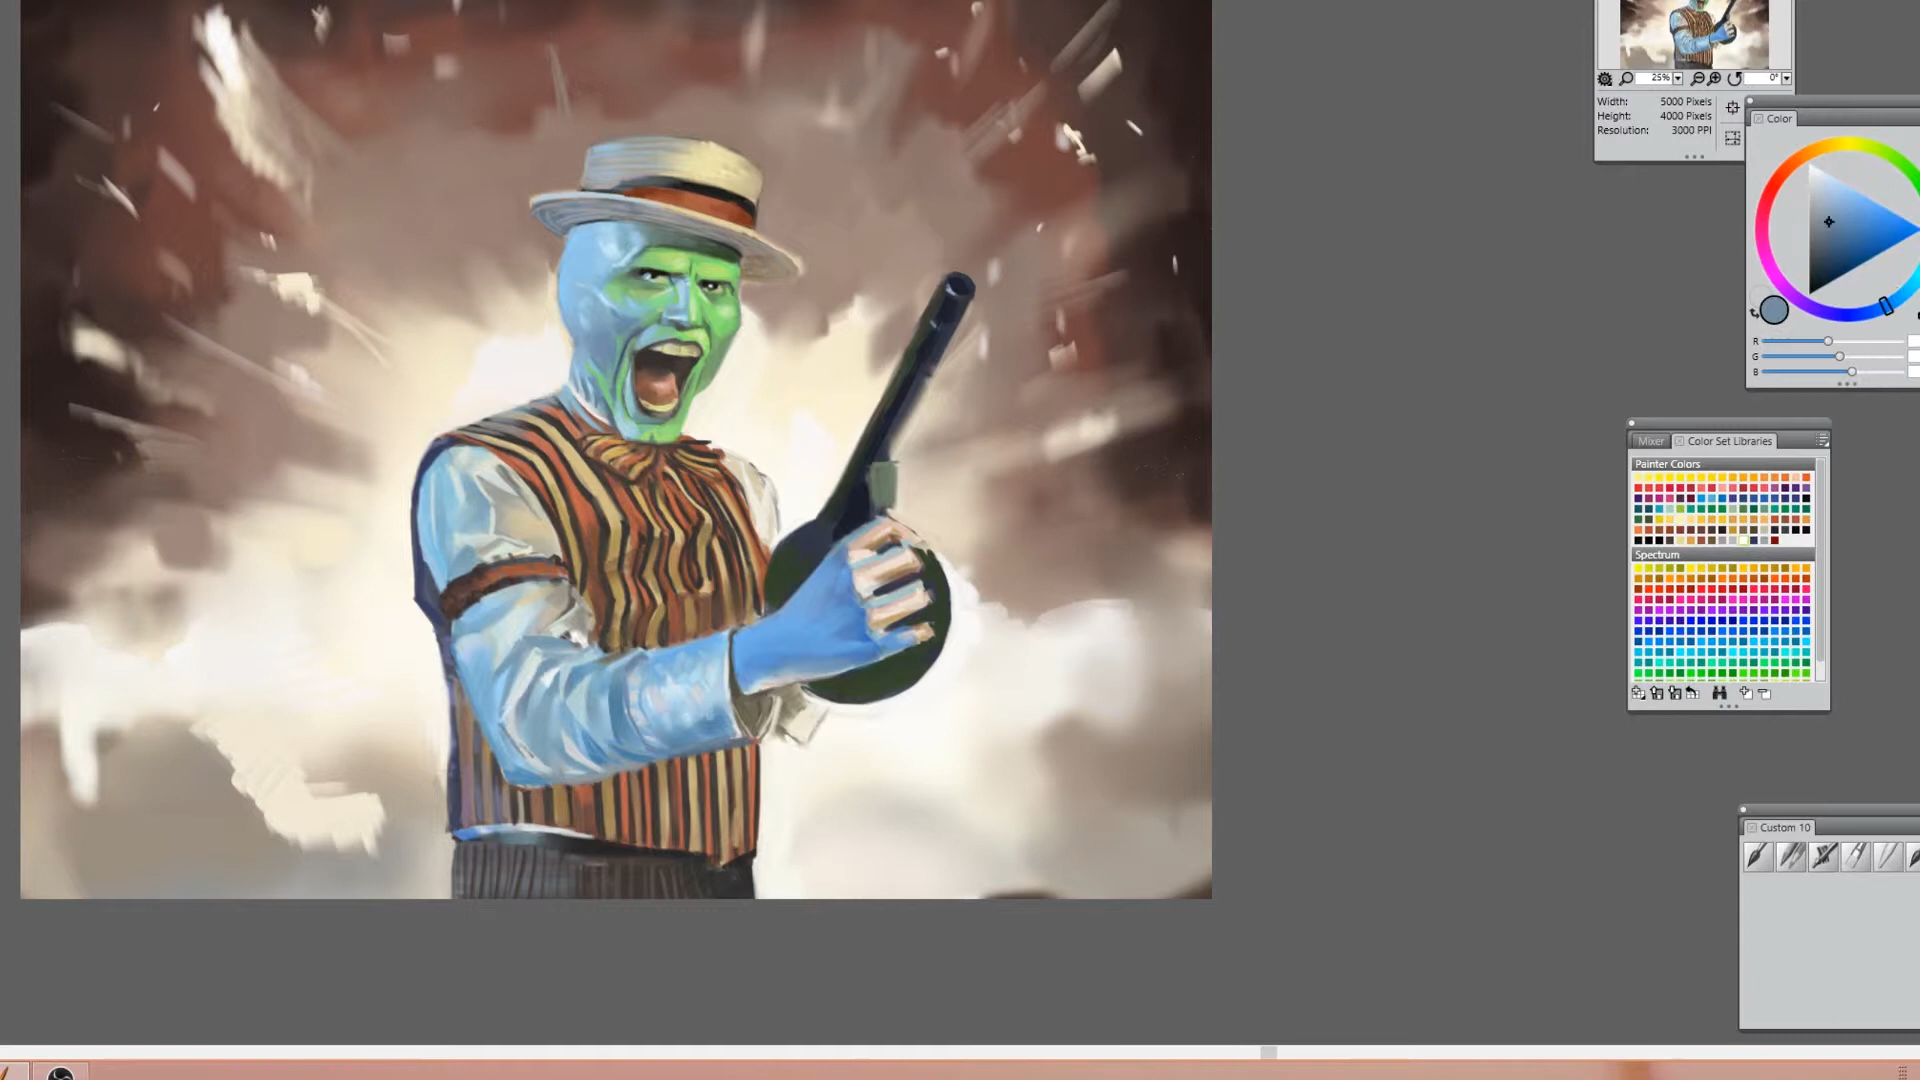 25%
0°
Width: 5000 Pixels
Height: 4000 Pixels
Resolution: 3000 PPI
Color
R
G
B
Mixer
Color Set Libraries
Painter Colors
Spectrum
Custom 10